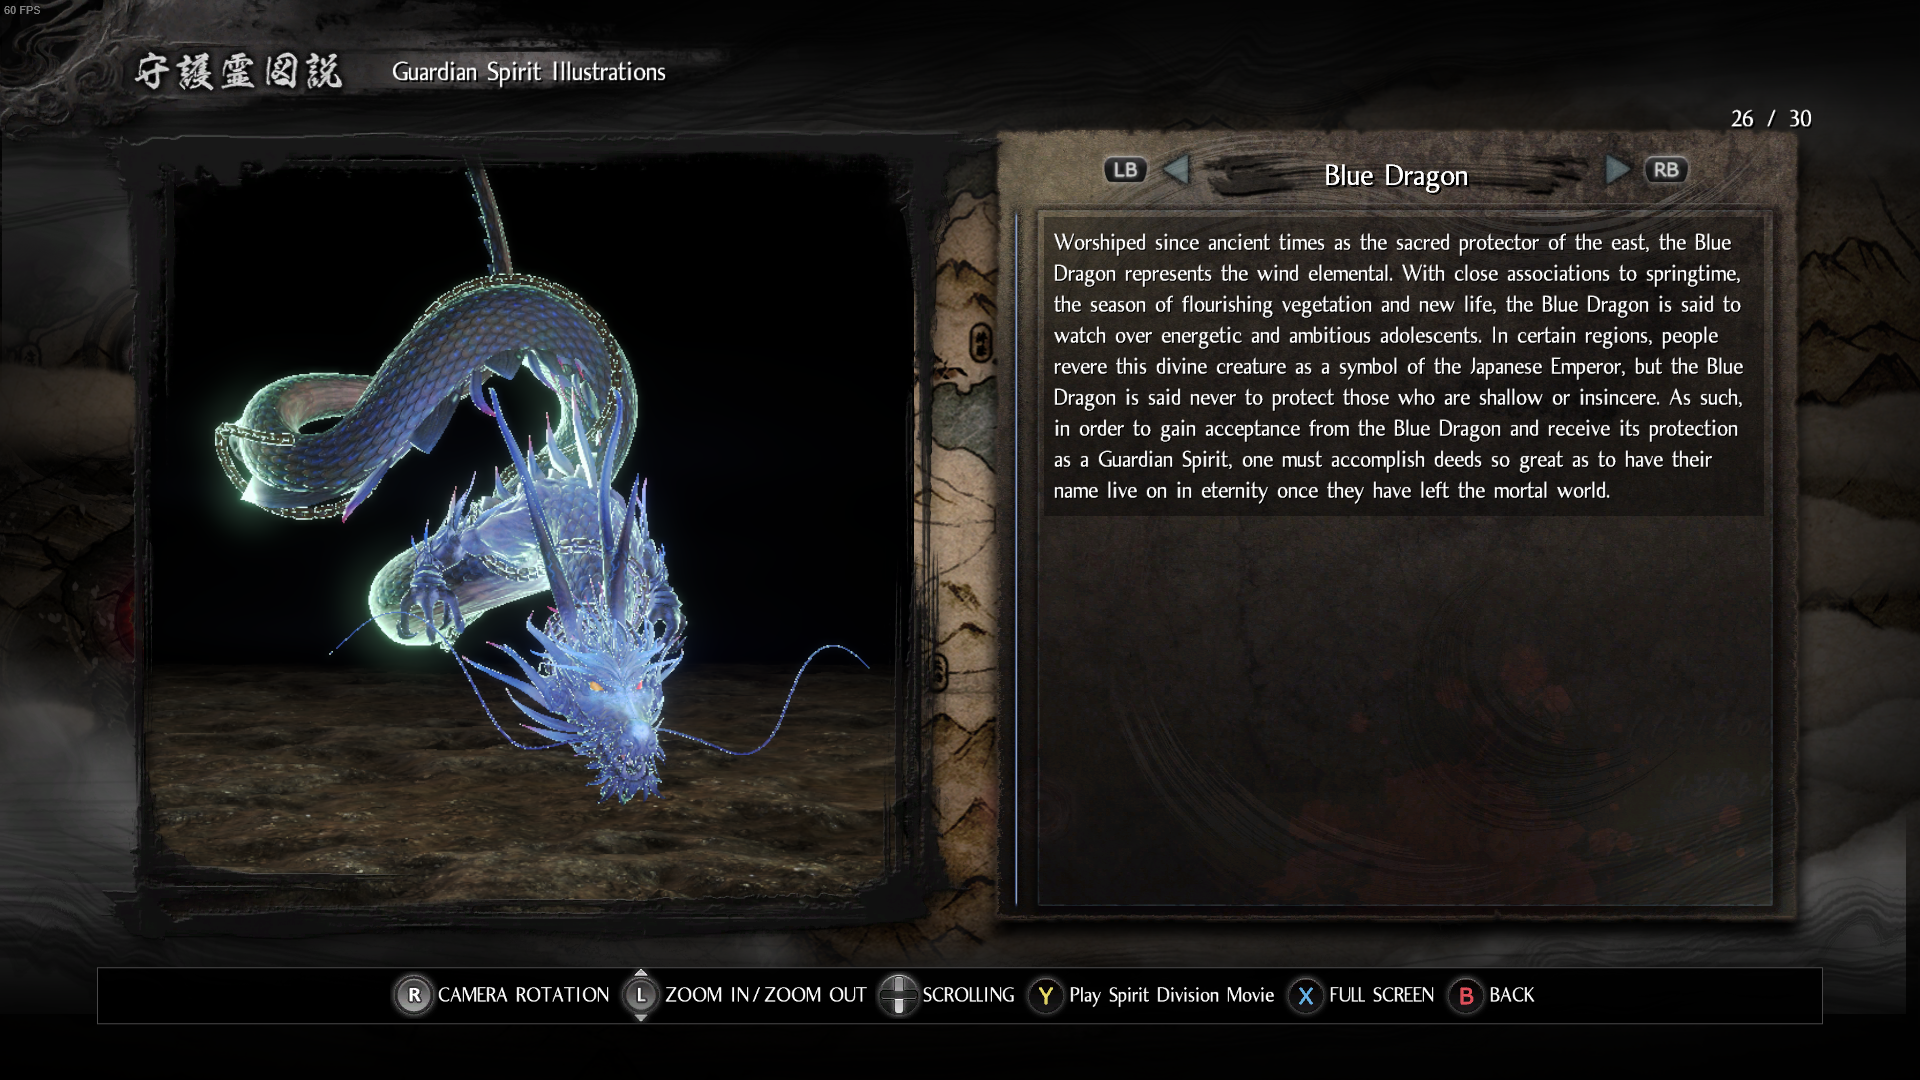 60 FPS
守護霊図説
Guardian Spirit Illustrations
26 / 30
LB
Blue Dragon
RB
Worshiped since ancient times as the sacred protector of the east, the Blue
Dragon represents the wind elemental. With close associations to springtime,
the season of flourishing vegetation and new life, the Blue Dragon is said to
watch over energetic and ambitious adolescents. In certain regions, people
revere this divine creature as a symbol of the Japanese Emperor, but the Blue
Dragon is said never to protect those who are shallow or insincere. As such,
in order to gain acceptance from the Blue Dragon and receive its protection
as a Guardian Spirit, one must accomplish deeds so great as to have their
name live on in eternity once they have left the mortal world.
R CAMERA ROTATION L ZOOM IN/ZOOM OUT SCROLLING Y Play Spirit Division Movie X FULL SCREEN B BACK